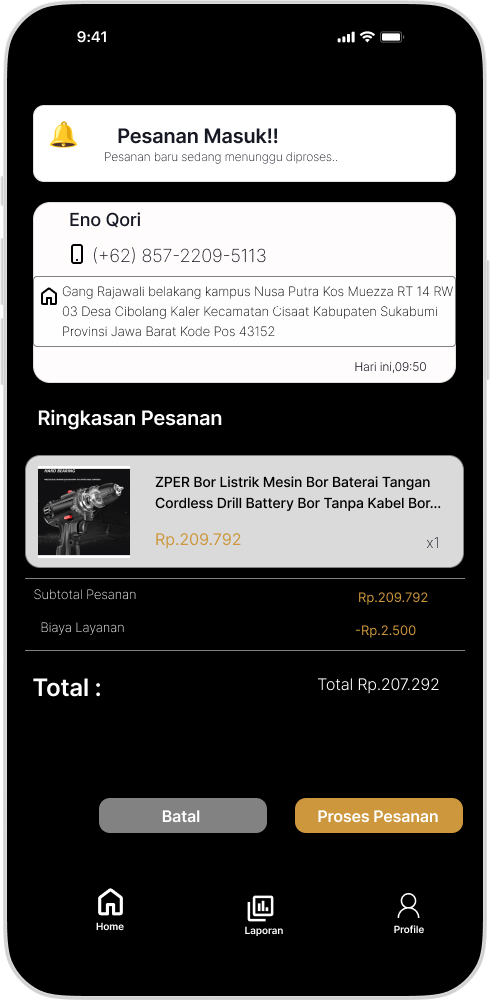 9:41
Pesanan Masuk!!
Pesanan baru sedang menunggu diproses..
Eno Qori
(+62) 857-2209-5113
Gang Rajawali belakang kampus Nusa Putra Kos Muezza RT 14 RW
03 Desa Cibolang Kaler Kecamatan Cisaat Kabupaten Sukabumi
Provinsi Jawa Barat Kode Pos 43152
Hari ini,09:50
Ringkasan Pesanan
HARD BEARING
ZPER Bor Listrik Mesin Bor Baterai Tangan
Cordless Drill Battery Bor Tanpa Kabel Bor...
Rp.209.792
x1
Subtotal Pesanan Rp.209.792
Biaya Layanan -Rp.2.500
Total : Total Rp.207.292
Batal Proses Pesanan
Home Laporan Profile